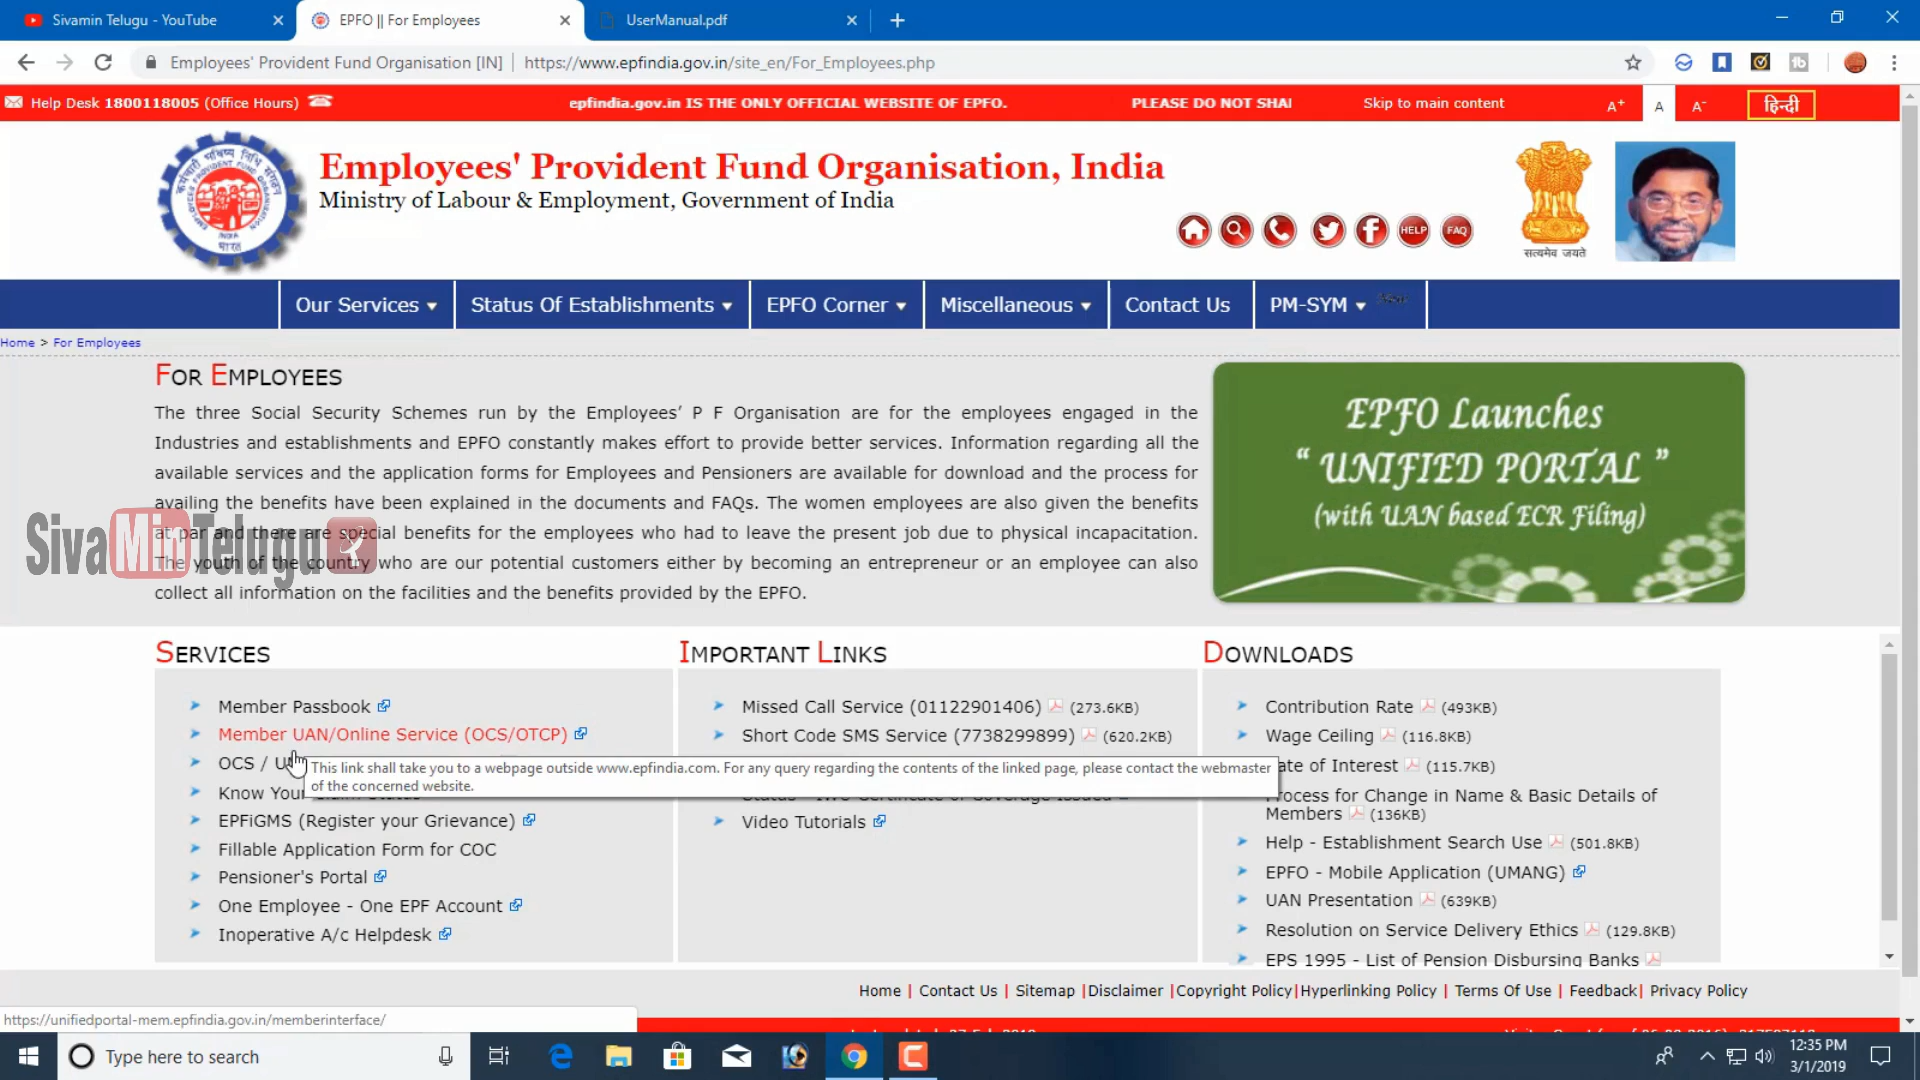 Sivamin Telugu - YouTube
EPFO || For Employees
UserManual.pdf
Employees' Provident Fund Organisation [IN] | https://www.epfindia.gov.in/site_en/For_Employees.php
Help Desk 1800118005 (Office Hours)
epfindia.gov.in IS THE ONLY OFFICIAL WEBSITE OF EPFO.
PLEASE DO NOT SHA
Skip to main content
A+ A A-
हिन्दी
Employees' Provident Fund Organisation, India
Ministry of Labour & Employment, Government of India
HELP FAQ
सत्यमेव जयते
Our Services
Status Of Establishments
EPFO Corner
Miscellaneous
Contact Us
PM-SYM
Home > For Employees
FOR EMPLOYEES
The three Social Security Schemes run by the Employees’ P F Organisation are for the employees engaged in the
Industries and establishments and EPFO constantly makes effort to provide better services. Information regarding all the
available services and the application forms for Employees and Pensioners are available for download and the process for
availing the benefits have been explained in the documents and FAQs. The women employees are also given the benefits
at par and there are special benefits for the employees who had to leave the present job due to physical incapacitation.
The youth of the country who are our potential customers either by becoming an entrepreneur or an employee can also
collect all information on the facilities and the benefits provided by the EPFO.
SivaMinTelugu
EPFO Launches
“ UNIFIED PORTAL ”
(with UAN based ECR Filing)
SERVICES
Member Passbook
Member UAN/Online Service (OCS/OTCP)
OCS / U
Know Your Claim Status
EPFiGMS (Register your Grievance)
Fillable Application Form for COC
Pensioner's Portal
One Employee - One EPF Account
Inoperative A/c Helpdesk
This link shall take you to a webpage outside www.epfindia.com. For any query regarding the contents of the linked page, please contact the webmaster
of the concerned website.
IMPORTANT LINKS
Missed Call Service (01122901406) (273.6KB)
Short Code SMS Service (7738299899) (620.2KB)
Video Tutorials
DOWNLOADS
Contribution Rate (493KB)
Wage Ceiling (116.8KB)
ate of Interest (115.7KB)
Process for Change in Name & Basic Details of
Members (136KB)
Help - Establishment Search Use (501.8KB)
EPFO - Mobile Application (UMANG)
UAN Presentation (639KB)
Resolution on Service Delivery Ethics (129.8KB)
EPS 1995 - List of Pension Disbursing Banks
Home | Contact Us | Sitemap |Disclaimer |Copyright Policy|Hyperlinking Policy | Terms Of Use | Feedback| Privacy Policy
https://unifiedportal-mem.epfindia.gov.in/memberinterface/
Type here to search
12:35 PM
3/1/2019